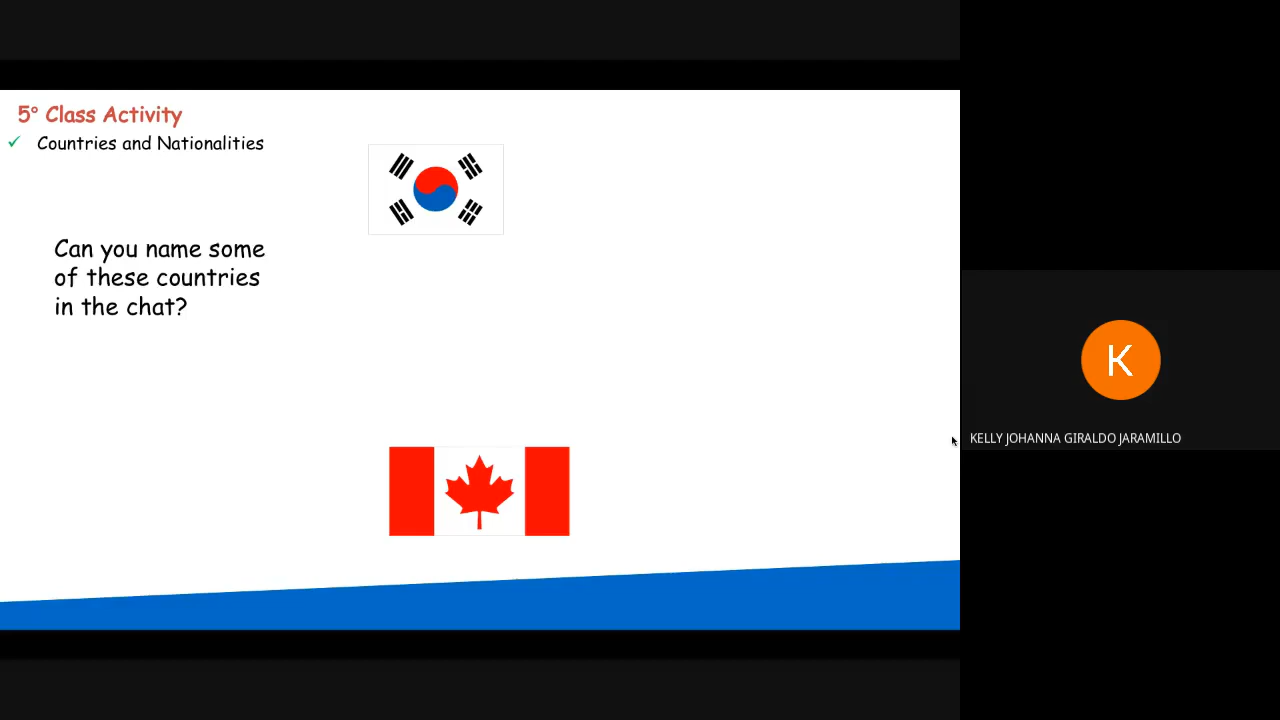 5° Class Activity
✓ Countries and Nationalities
Can you name some
of these countries
in the chat?
K
KELLY JOHANNA GIRALDO JARAMILLO